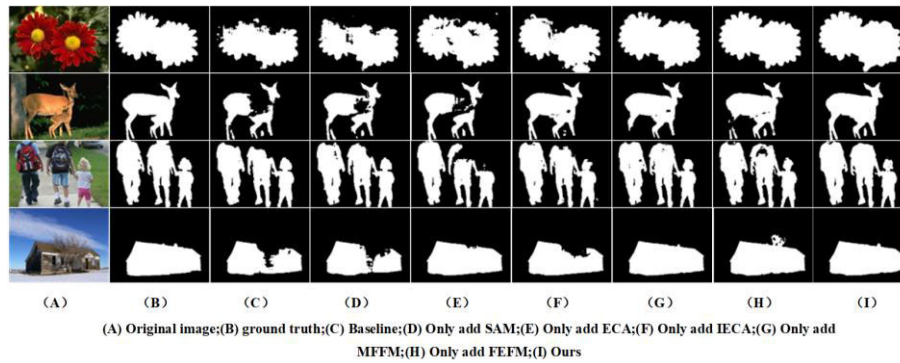 (A) (B) (C) (D) (E) (F) (G) (H) (I)
(A) Original image;(B) ground truth;(C) Baseline;(D) Only add SAM;(E) Only add ECA;(F) Only add IECA;(G) Only add
MFFM;(H) Only add FEFM;(I) Ours